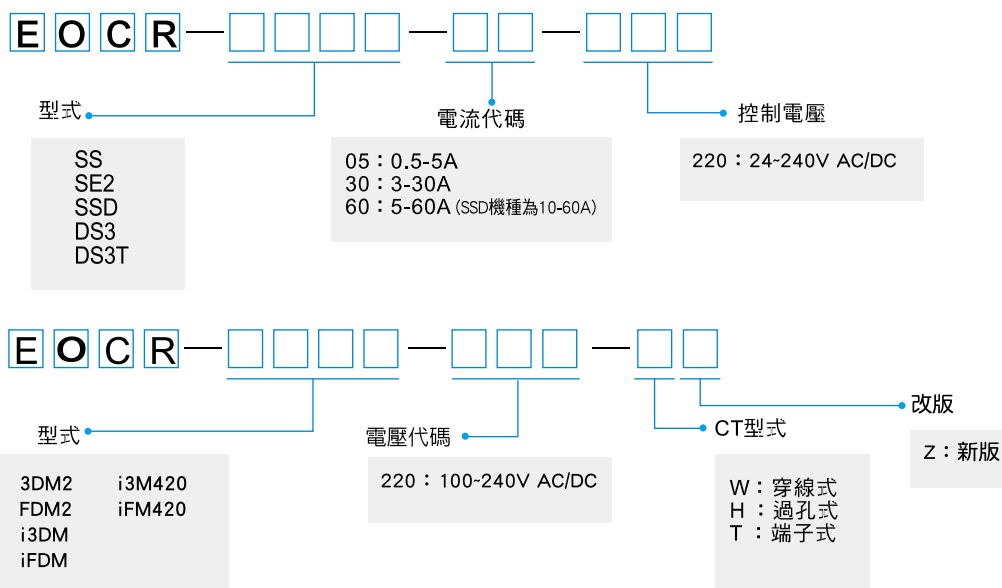 EOCR
型式
電流代碼
控制電壓
SS
SE2
SSD
DS3
DS3T
05：0.5-5A
30：3-30A
60：5-60A (SSD機種為10-60A)
220：24~240V AC/DC
EOCR
型式
電壓代碼
CT型式
改版
3DM2 i3M420
FDM2 iFM420
i3DM
iFDM
220：100~240V AC/DC
W：穿線式
H：過孔式
T：端子式
Z：新版